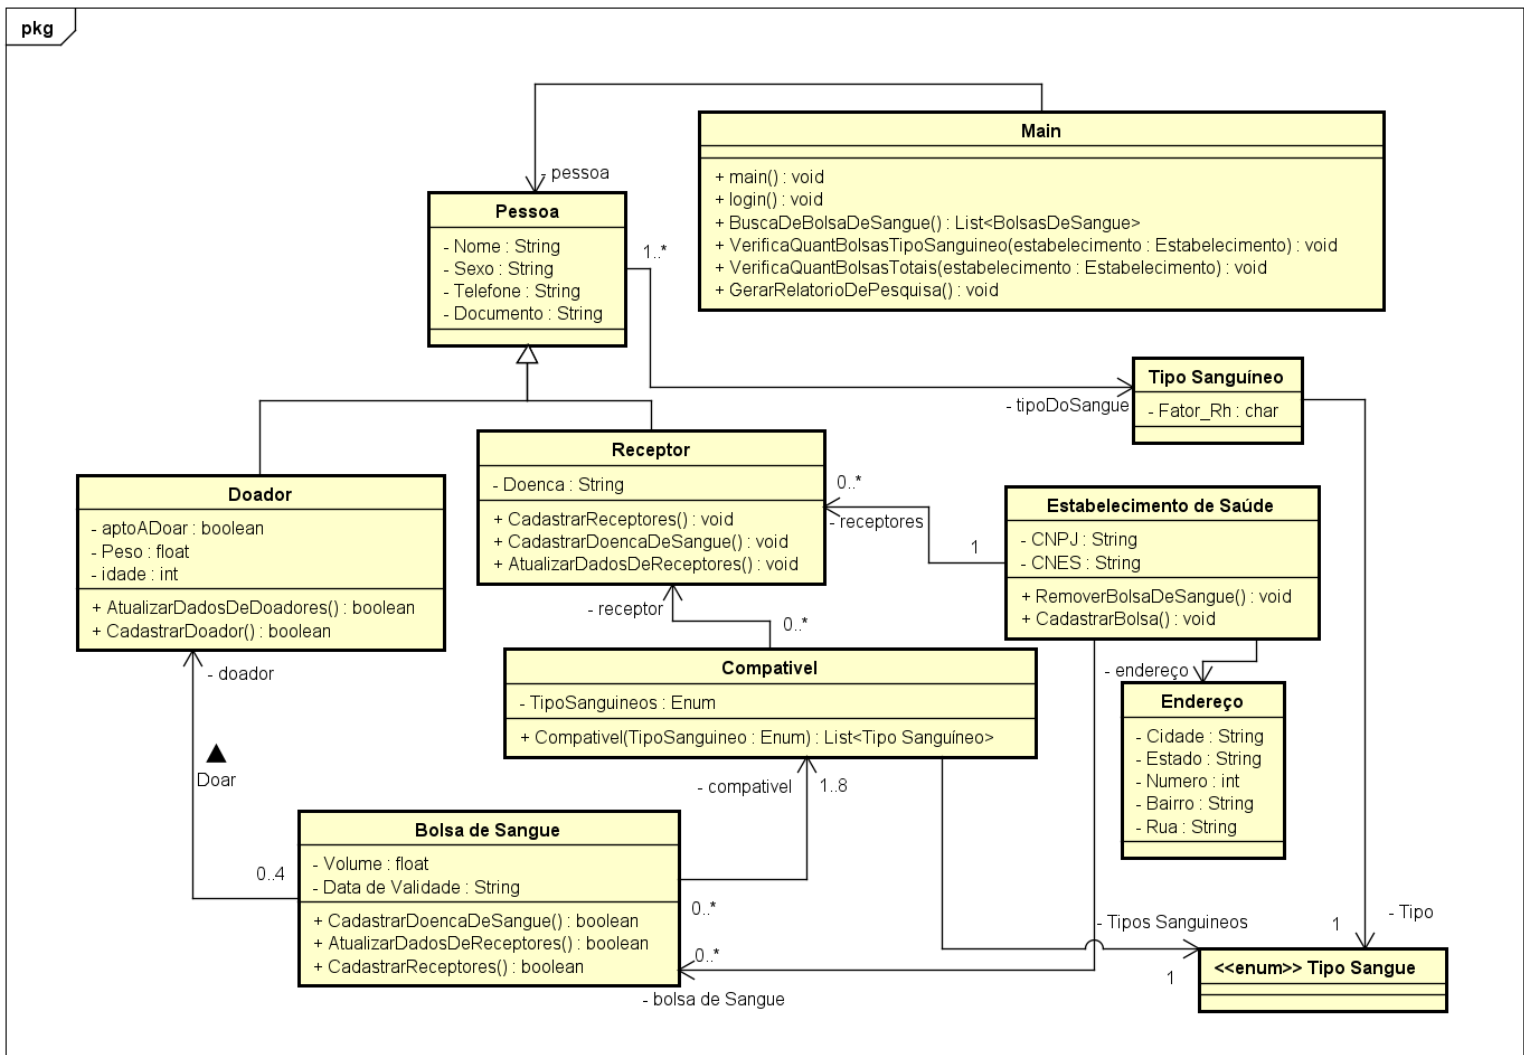 pkg
Main
+ main() : void
+ login() : void
+ BuscaDeBolsaDeSangue() : List<BolsasDeSangue>
+ VerificaQuantBolsasTipoSanguineo(estabelecimento : Estabelecimento) : void
+ VerificaQuantBolsasTotais(estabelecimento : Estabelecimento) : void
+ GerarRelatorioDePesquisa() : void
- pessoa
Pessoa
- Nome : String
- Sexo : String
- Telefone : String
- Documento : String
1..*
- tipoDoSangue
Tipo Sanguíneo
- Fator_Rh : char
Receptor
- Doenca : String
+ CadastrarReceptores() : void
+ CadastrarDoencaDeSangue() : void
+ AtualizarDadosDeReceptores() : void
0..*
- receptores
1
Doador
- aptoADoar : boolean
- Peso : float
- idade : int
+ AtualizarDadosDeDoadores() : boolean
+ CadastrarDoador() : boolean
Estabelecimento de Saúde
- CNPJ : String
- CNES : String
+ RemoverBolsaDeSangue() : void
+ CadastrarBolsa() : void
- receptor
0..*
- doador
Doar
Compativel
- TipoSanguineos : Enum
+ Compativel(TipoSanguineo : Enum) : List<Tipo Sanguíneo>
- endereço
Endereço
- Cidade : String
- Estado : String
- Numero : int
- Bairro : String
- Rua : String
- compativel
1..8
Bolsa de Sangue
- Volume : float
- Data de Validade : String
+ CadastrarDoencaDeSangue() : boolean
+ AtualizarDadosDeReceptores() : boolean
+ CadastrarReceptores() : boolean
0..4
0..*
0..*
- bolsa de Sangue
- Tipos Sanguineos
1
- Tipo
1
<<enum>> Tipo Sangue